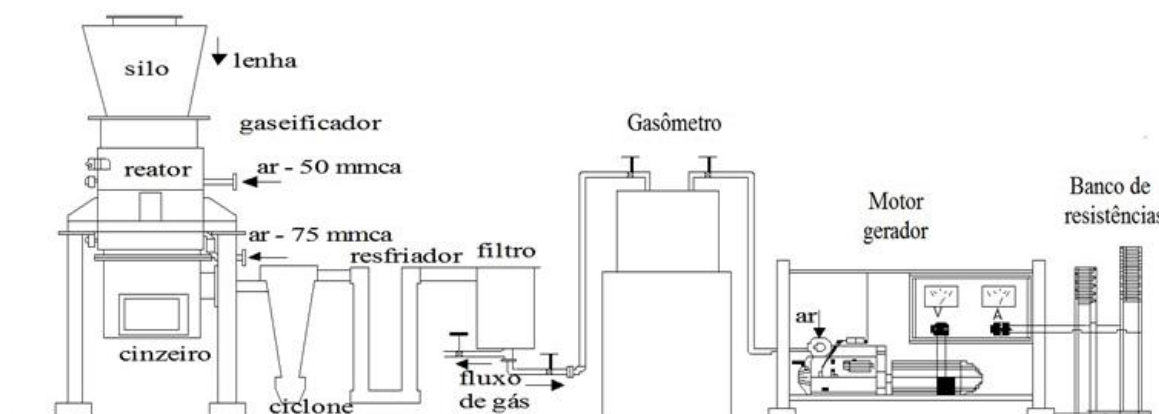 silo
lenha
gaseificador
reator
ar - 50 mmca
ar - 75 mmca
resfriador
filtro
cinzeiro
ciclone
fluxo
de gás
Gasômetro
Motor
gerador
ar
V
A
Banco de
resistências